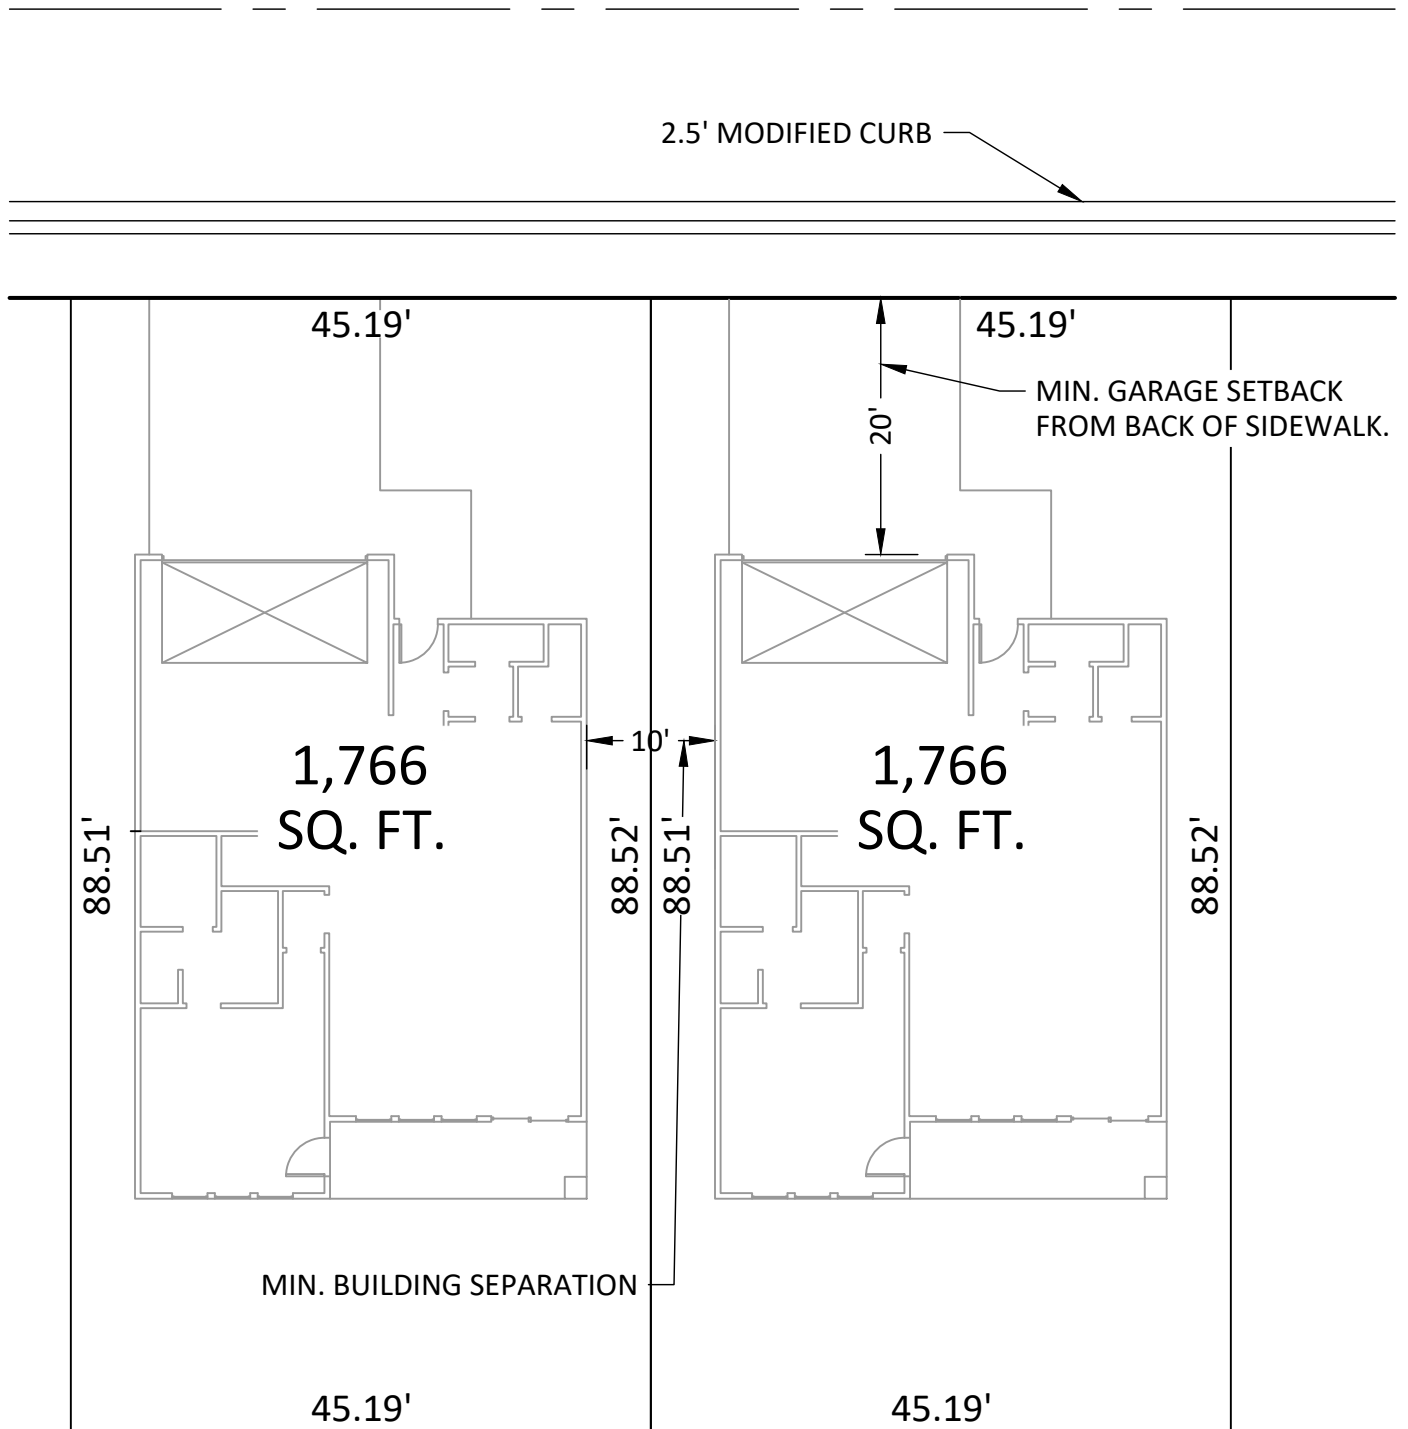 2.5' MODIFIED CURB
45.19'
45.19'
MIN. GARAGE SETBACK
FROM BACK OF SIDEWALK.
20'
10'
1,766
SQ. FT.
1,766
SQ. FT.
88.51'
88.52'
88.51'
88.52'
MIN. BUILDING SEPARATION
45.19'
45.19'